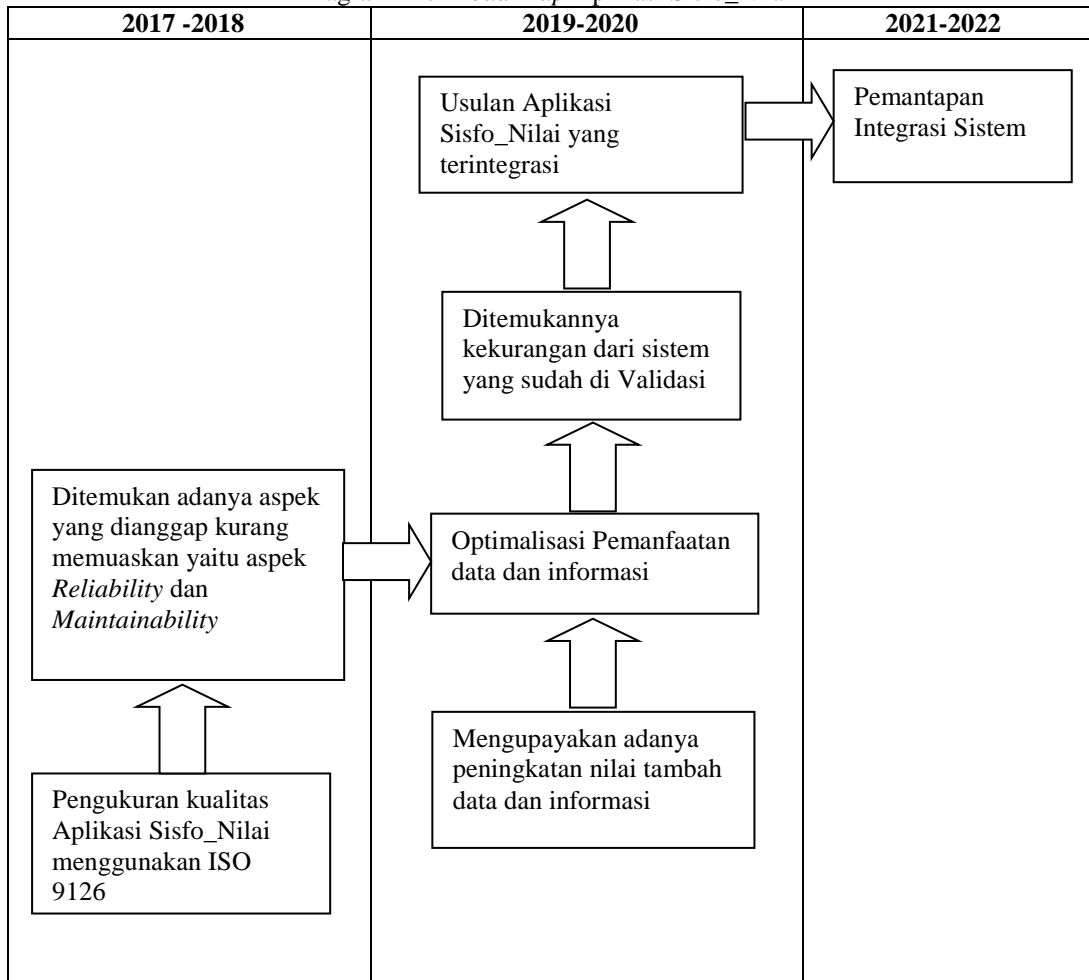 2017 -2018
2019-2020
2021-2022
Usulan Aplikasi
Sisfo_Nilai yang
terintegrasi
Pemantapan
Integrasi Sistem
Ditemukannya
kekurangan dari sistem
yang sudah di Validasi
Ditemukan adanya aspek
yang dianggap kurang
memuaskan yaitu aspek
Reliability dan
Maintainability
Optimalisasi Pemanfaatan
data dan informasi
Mengupayakan adanya
peningkatan nilai tambah
data dan informasi
Pengukuran kualitas
Aplikasi Sisfo_Nilai
menggunakan ISO
9126